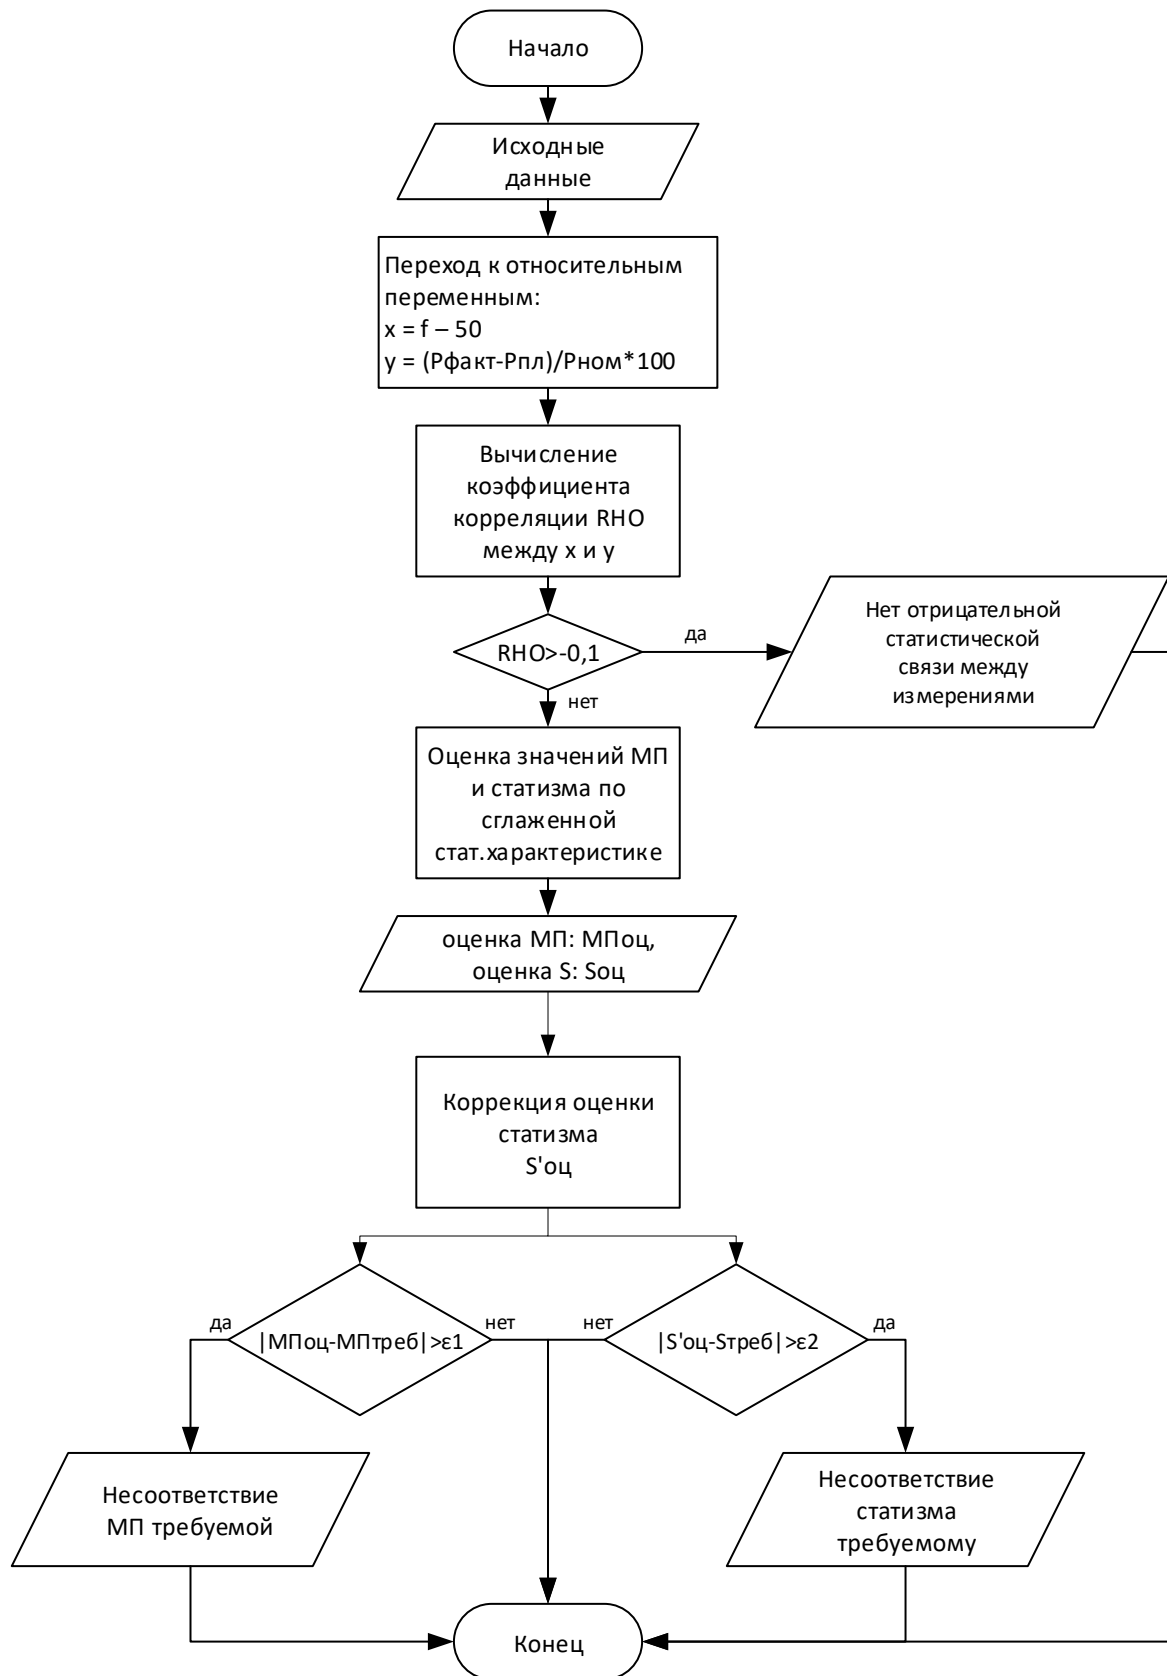 Начало
Исходные
данные
Переход к относительным
переменным:
x = f – 50
y = (Pфакт-Pпл)/Pном*100
Вычисление
коэффициента
корреляции RHO
между x и y
RHO>-0,1
да
Нет отрицательной
статистической
связи между
измерениями
нет
Оценка значений МП
и статизма по
сглаженной
стат.характеристике
оценка МП: МПоц,
оценка S: Sоц
Коррекция оценки
статизма
S'оц
да
|МПоц-МПтреб|>ε1
нет
нет
|S'оц-Sтреб|>ε2
да
Несоответствие
МП требуемой
Несоответствие
статизма
требуемому
Конец